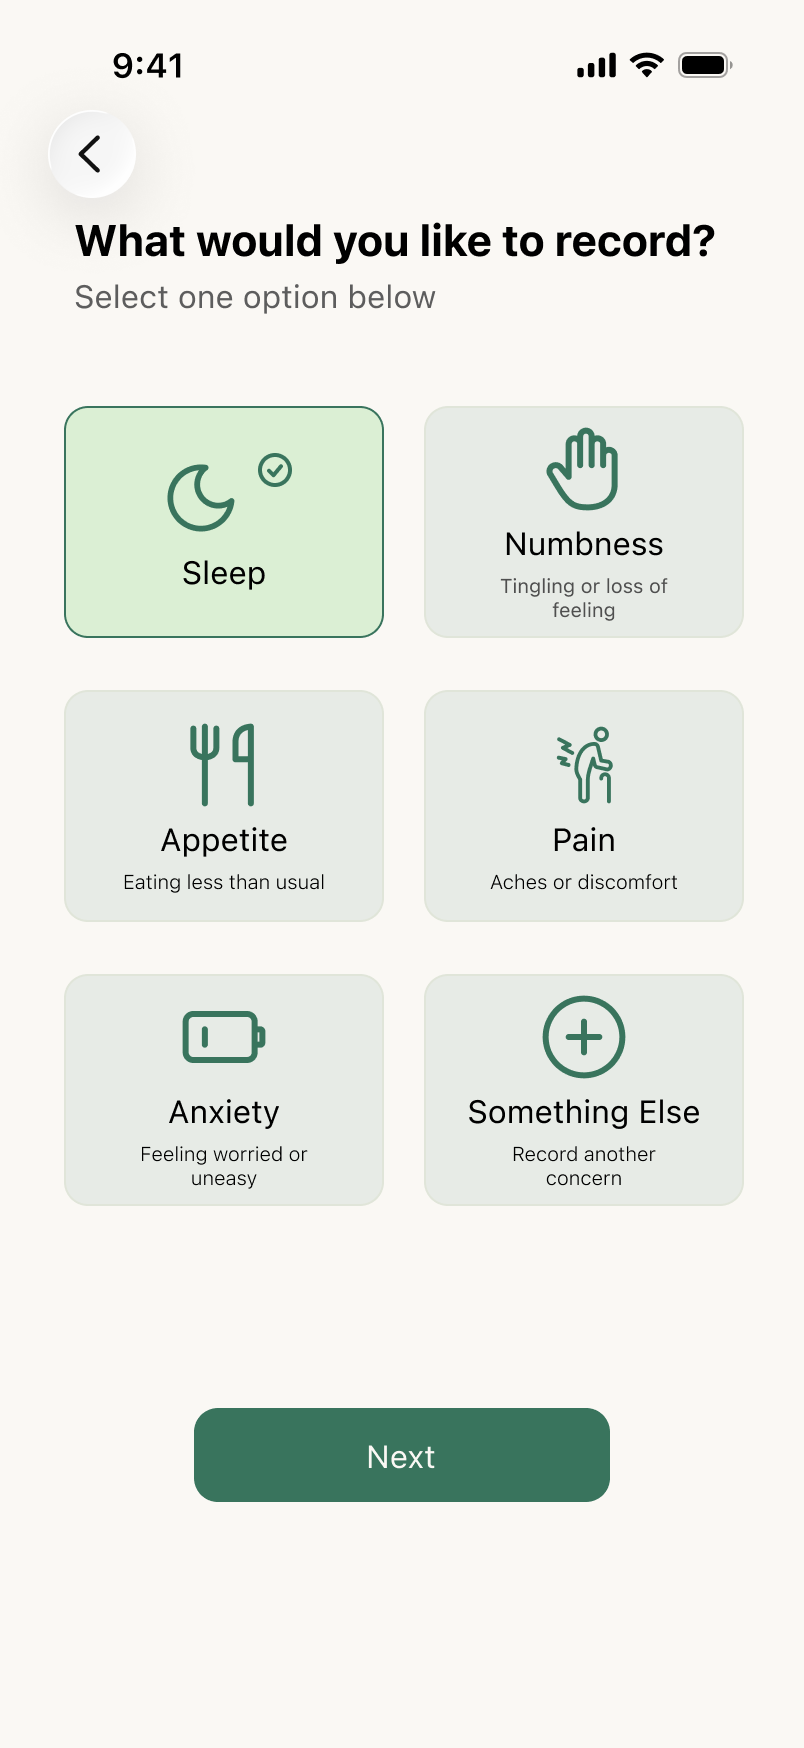 9:41
What would you like to record?
Select one option below
Sleep
Numbness
Tingling or loss of
feeling
Appetite
Eating less than usual
Pain
Aches or discomfort
Anxiety
Feeling worried or
uneasy
Something Else
Record another
concern
Next